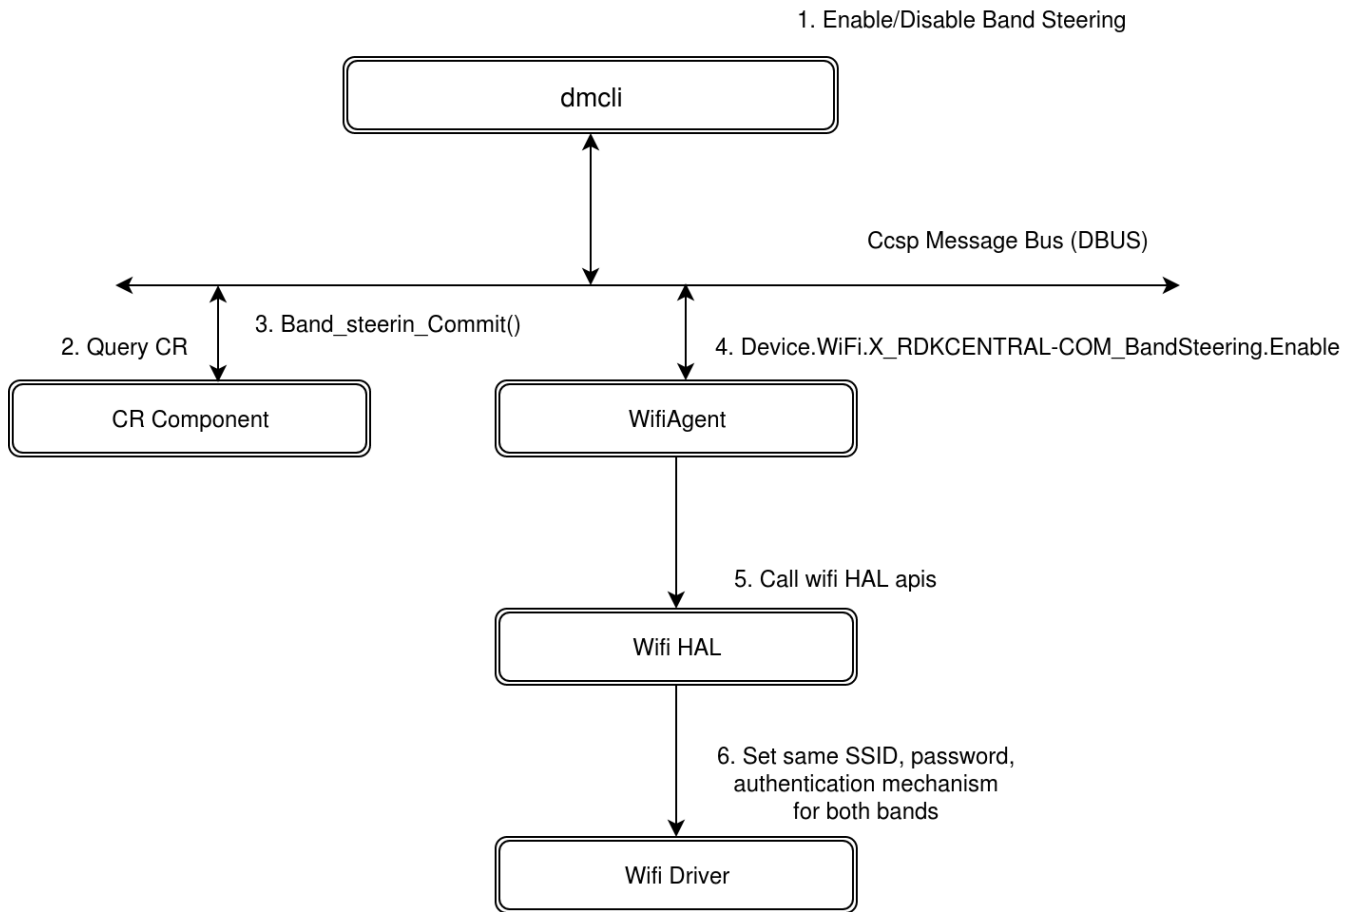 1. Enable/Disable Band Steering
dmcli
Ccsp Message Bus (DBUS)
3. Band_steerin_Commit()
2. Query CR
4. Device.WiFi.X_RDKCENTRAL-COM_BandSteering.Enable
CR Component
WifiAgent
5. Call wifi HAL apis
Wifi HAL
6. Set same SSID, password,
authentication mechanism
for both bands
Wifi Driver